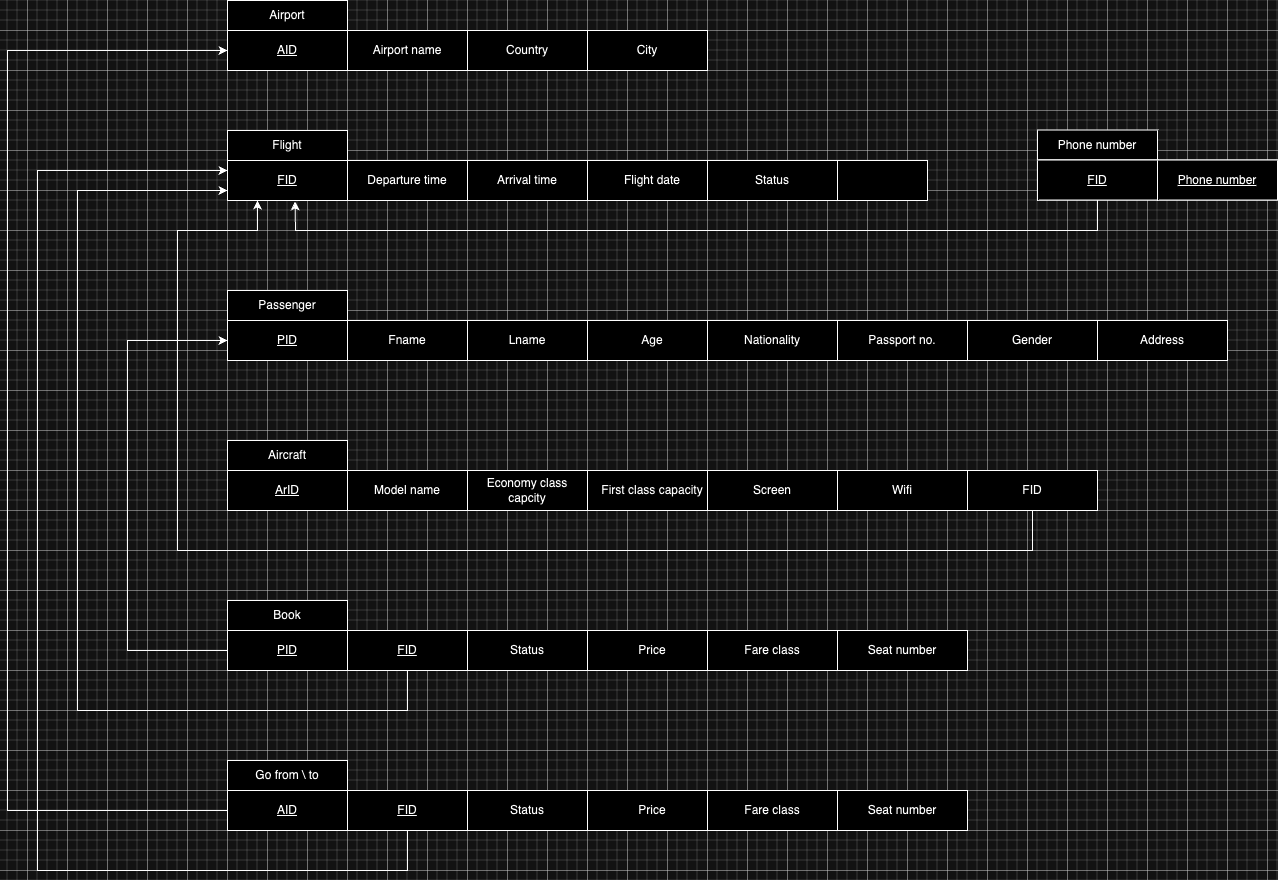 Airport
AID Airport name Country City
Flight Phone number
FID Departure time Arrival time Flight date Status FID Phone number
Passenger
PID Fname Lname Age Nationality Passport no. Gender Address
Aircraft
ArID Model name Economy class capcity First class capacity Screen Wifi FID
Book
PID FID Status Price Fare class Seat number
Go from \ to
AID FID Status Price Fare class Seat number